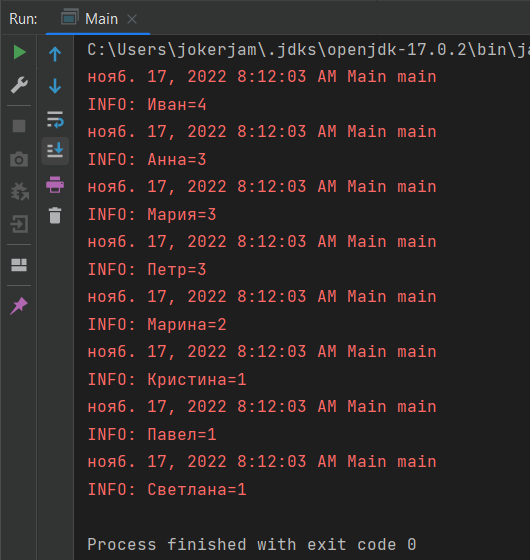 Run: Main
C:\Users\jokerjam\.jdks\openjdk-17.0.2\bin\ja
нояб. 17, 2022 8:12:03 AM Main main
INFO: Иван=4
нояб. 17, 2022 8:12:03 AM Main main
INFO: Анна=3
нояб. 17, 2022 8:12:03 AM Main main
INFO: Мария=3
нояб. 17, 2022 8:12:03 AM Main main
INFO: Петр=3
нояб. 17, 2022 8:12:03 AM Main main
INFO: Марина=2
нояб. 17, 2022 8:12:03 AM Main main
INFO: Кристина=1
нояб. 17, 2022 8:12:03 AM Main main
INFO: Павел=1
нояб. 17, 2022 8:12:03 AM Main main
INFO: Светлана=1
Process finished with exit code 0